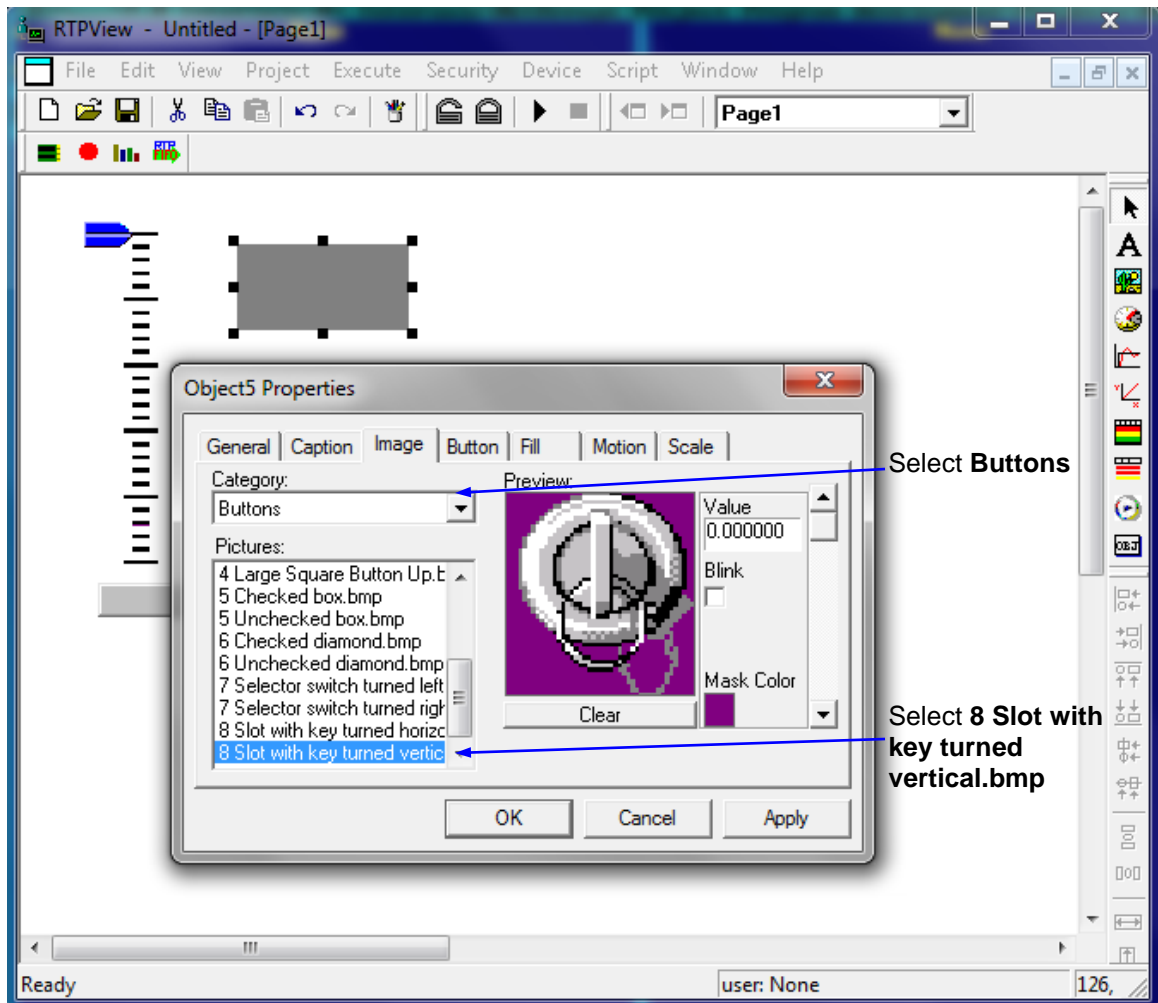 RTPView - Untitled - [Page1]
File Edit View Project Execute Security Device Script Window Help
Page1
RTP
FIFO
A
Y
X
OBJ
Object5 Properties
General Caption Image Button Fill Motion Scale
Category:
Buttons
Pictures:
4 Large Square Button Up.b
5 Checked box.bmp
5 Unchecked box.bmp
6 Checked diamond.bmp
6 Unchecked diamond.bmp
7 Selector switch turned left
7 Selector switch turned righ
8 Slot with key turned horizo
8 Slot with key turned vertic
Preview:
Clear
Value
0.000000
Blink
Mask Color
OK Cancel Apply
Select Buttons
Select 8 Slot with
key turned
vertical.bmp
Ready
user: None
126,